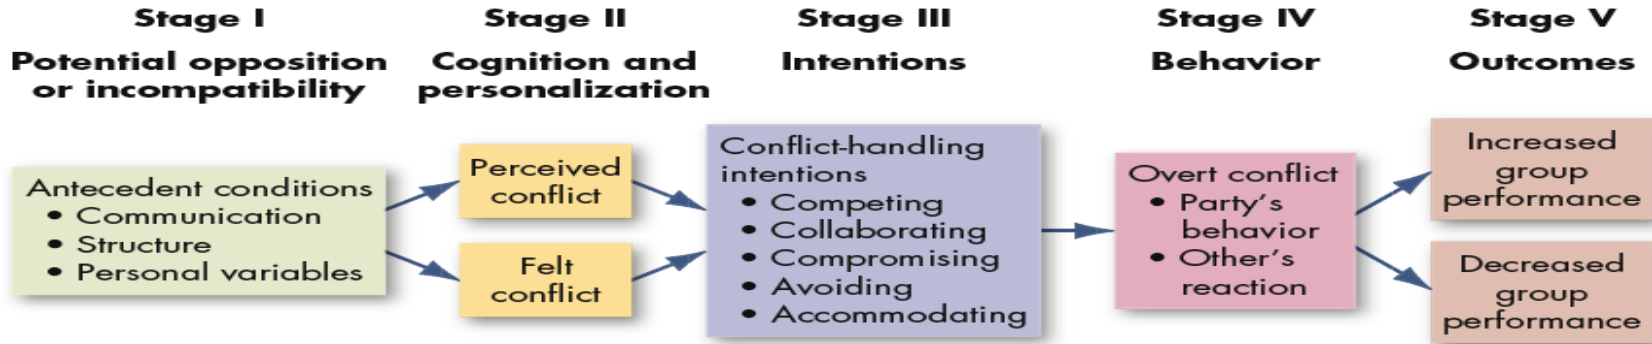 Stage I
Potential opposition
or incompatibility
Antecedent conditions
• Communication
• Structure
• Personal variables
Stage II
Cognition and
personalization
Perceived
conflict
Felt
conflict
Stage III
Intentions
Conflict-handling
intentions
• Competing
• Collaborating
• Compromising
• Avoiding
• Accommodating
Stage IV
Behavior
Overt conflict
• Party's
behavior
• Other's
reaction
Stage V
Outcomes
Increased
group
performance
Decreased
group
performance